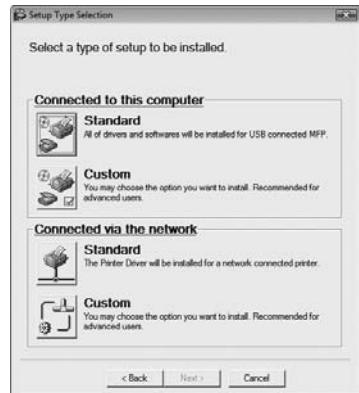 Setup Type Selection
Select a type of setup to be installed.
Connected to this computer
Standard
All of drivers and softwares will be installed for USB connected MFP.
Custom
You may choose the option you want to install. Recommended for
advanced users.
Connected via the network
Standard
The Printer Driver will be installed for a network connected printer.
Custom
You may choose the option you want to install. Recommended for
advanced users.
< Back Next > Cancel